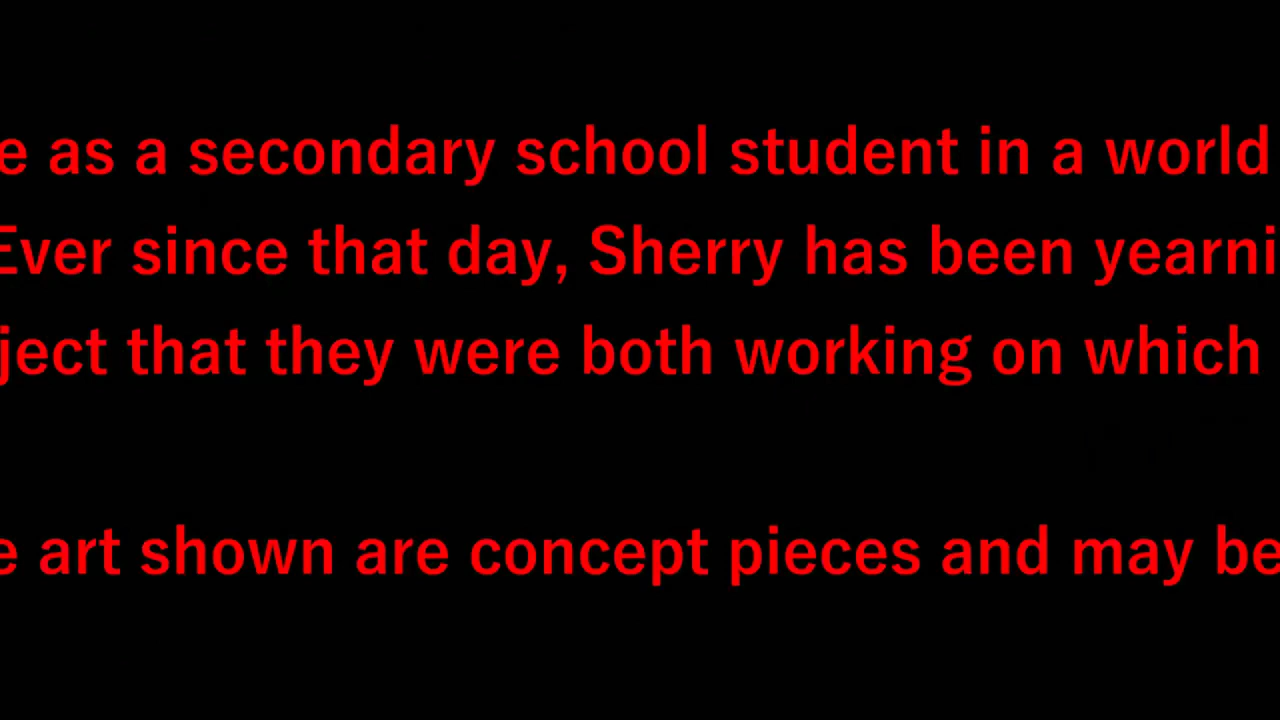 e as a secondary school student in a world
Ever since that day, Sherry has been yearni
ject that they were both working on which
e art shown are concept pieces and may be